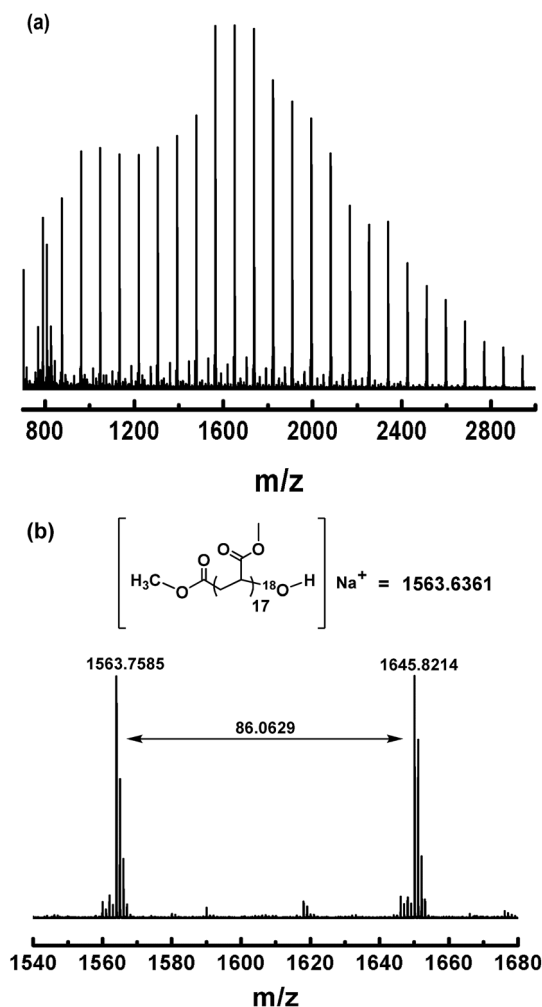 (a)
800 1200 1600 2000 2400 2800
m/z
(b)
O
O
O
H₃C
O
17
¹⁸O
H
Na⁺ = 1563.6361
1563.7585
1645.8214
86.0629
1540 1560 1580 1600 1620 1640 1660 1680
m/z